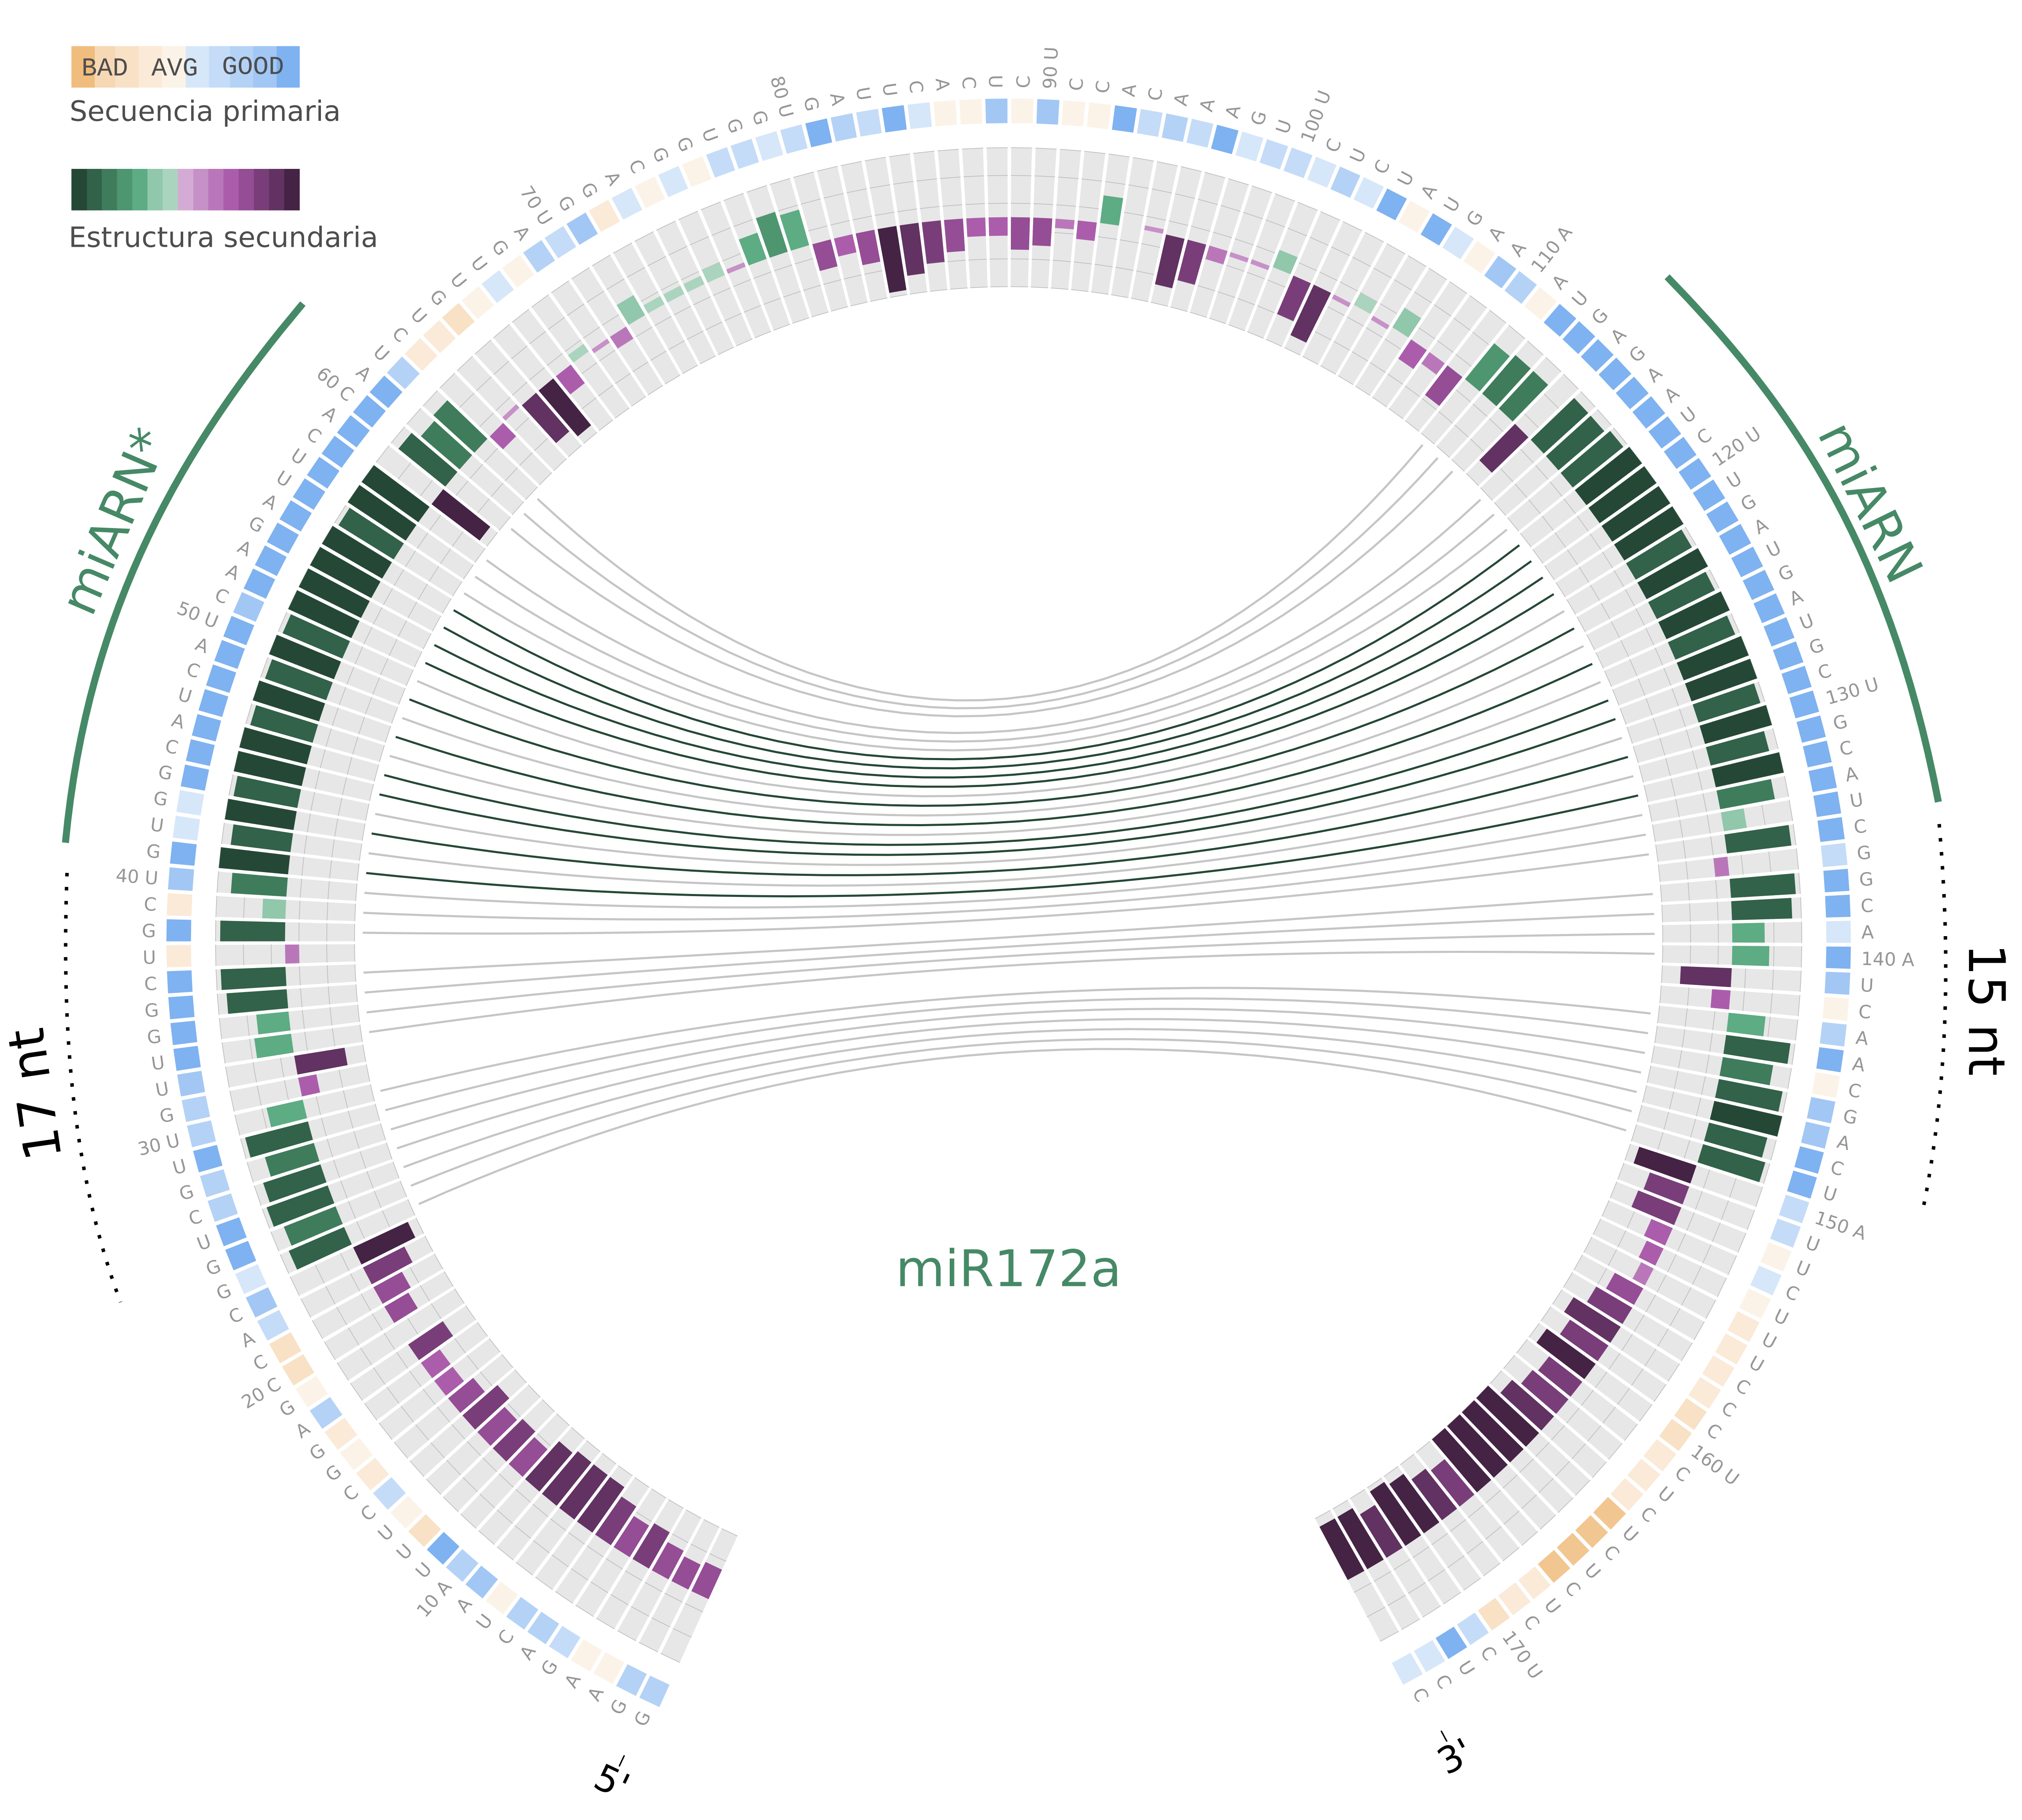 BAD AVG GOOD
Secuencia primaria
Estructura secundaria
miARN*
miARN
17 nt
15 nt
miR172a
5'
3'
G G A A G A C U A 10 A
U U U C C G G A G 20 C
C A C G G U C G U 30 U
G U U G G C U G C 40 U
G U G G C A U C A 50 U
C A A G A U U C A 60 C
A U C U G U U G A 70 U
G G A C G G U G G 80 U
G A U U C A C U C 90 U
C C A C A A A G U 100 U
C U C U A U G A A 110 A
A U G A G A A U C 120 U
U G A U G A U G C 130 U
G C A U C G G C A 140 A
U C A A C G A C U 150 A
U U C U U U C C C 160 U
C U C U C U C U C 170 U
C U C C